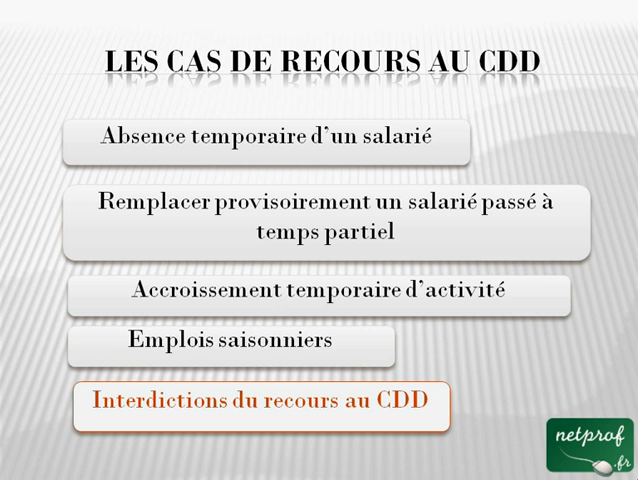 LES CAS DE RECOURS AU CDD
Absence temporaire d'un salarié
Remplacer provisoirement un salarié passé à
temps partiel
Accroissement temporaire d'activité
Emplois saisonniers
Interdictions du recours au CDD
netprof
.fr